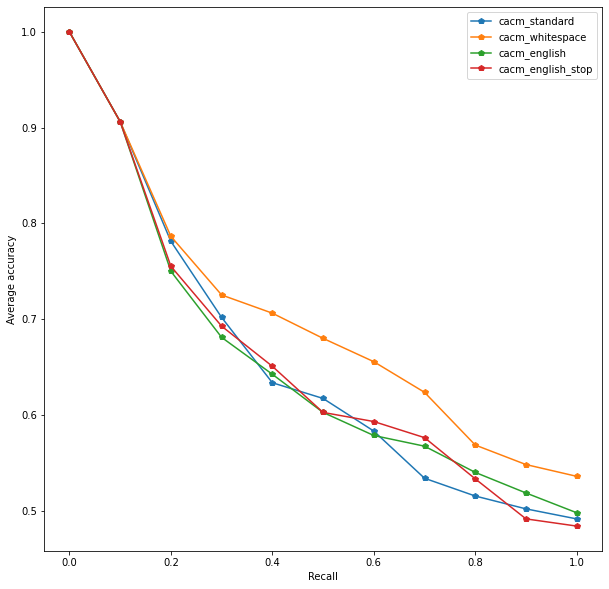 cacm_standard
cacm_whitespace
cacm_english
cacm_english_stop
1.0
0.9
0.8
0.7
0.6
0.5
Average accuracy
0.0 0.2 0.4 0.6 0.8 1.0
Recall